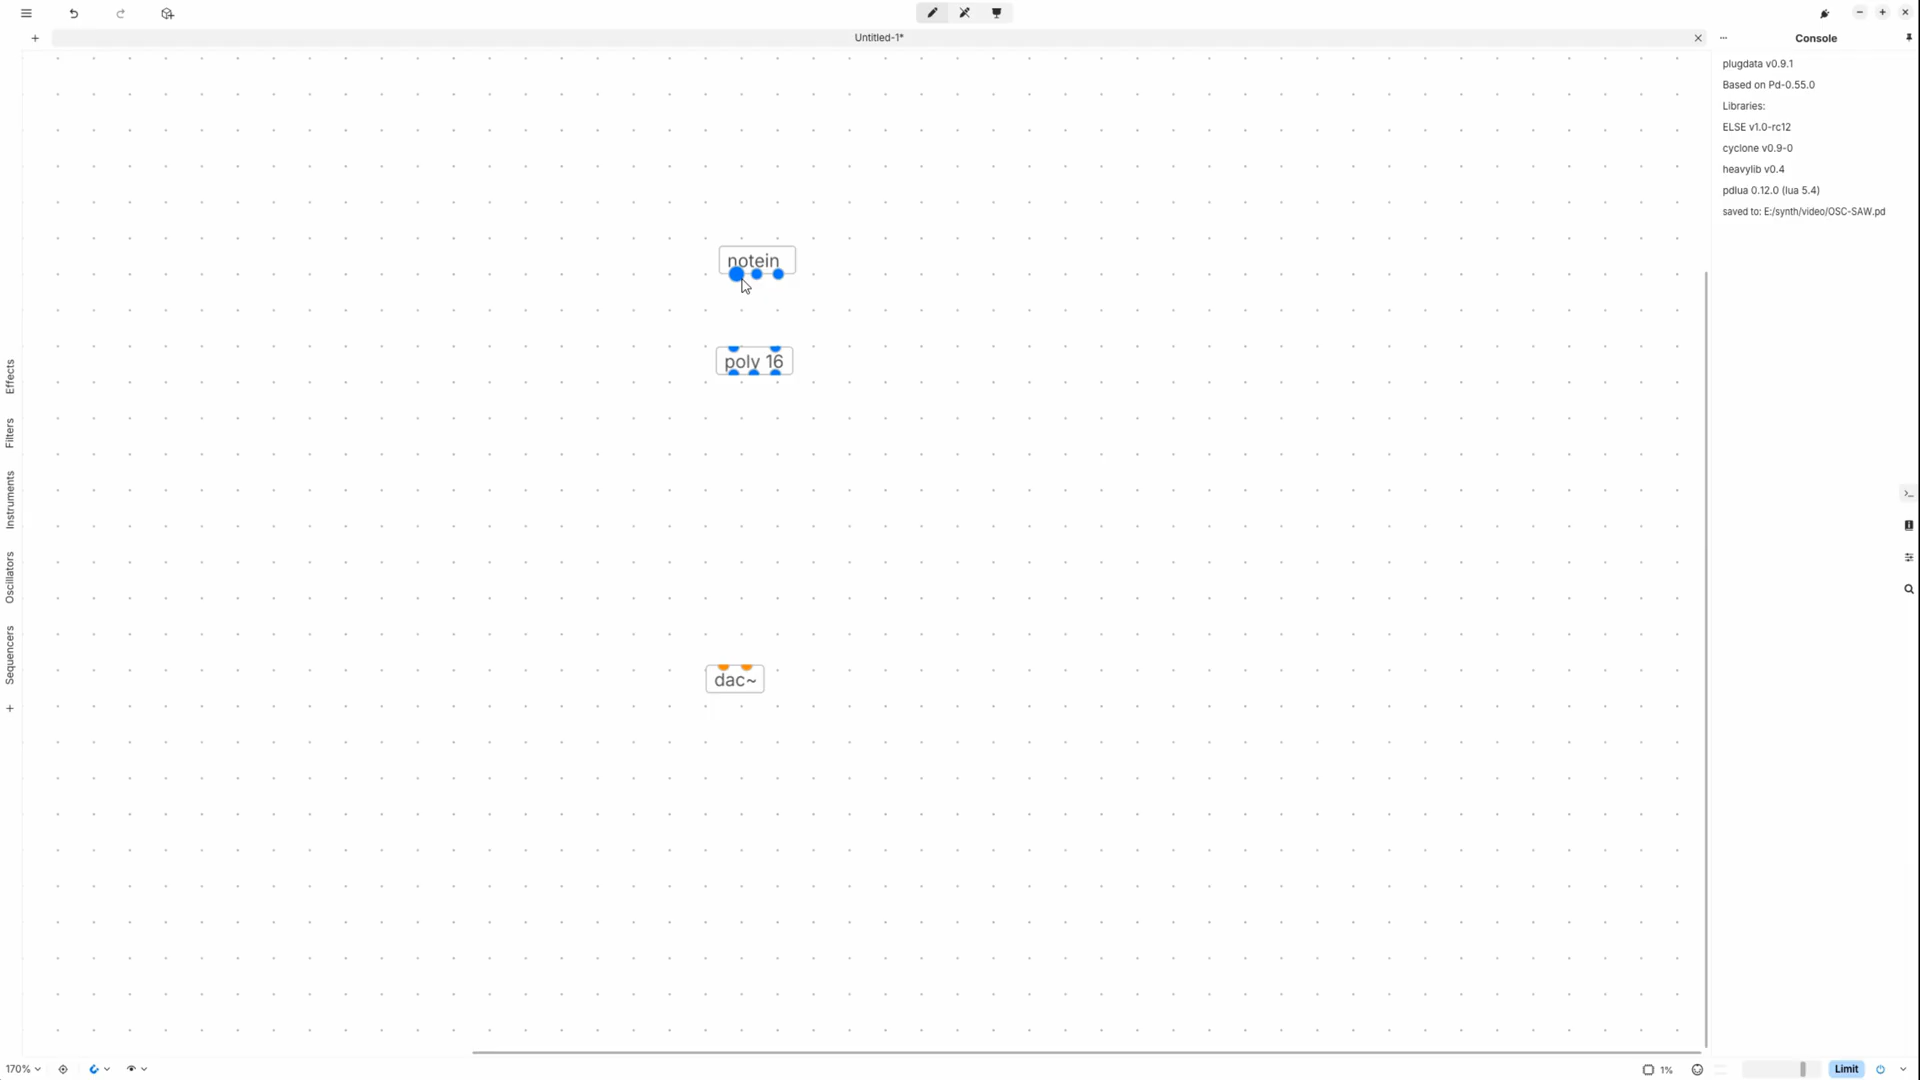 Untitled-1*
Console
plugdata v0.9.1
Based on Pd-0.55.0
Libraries:
ELSE v1.0-rc12
cyclone v0.9-0
heavylib v0.4
pdlua 0.12.0 (lua 5.4)
saved to: E:/synth/video/OSC-SAW.pd
notein
poly 16
dac~
Effects
Filters
Instruments
Oscillators
Sequencers
170%
1%
Limit